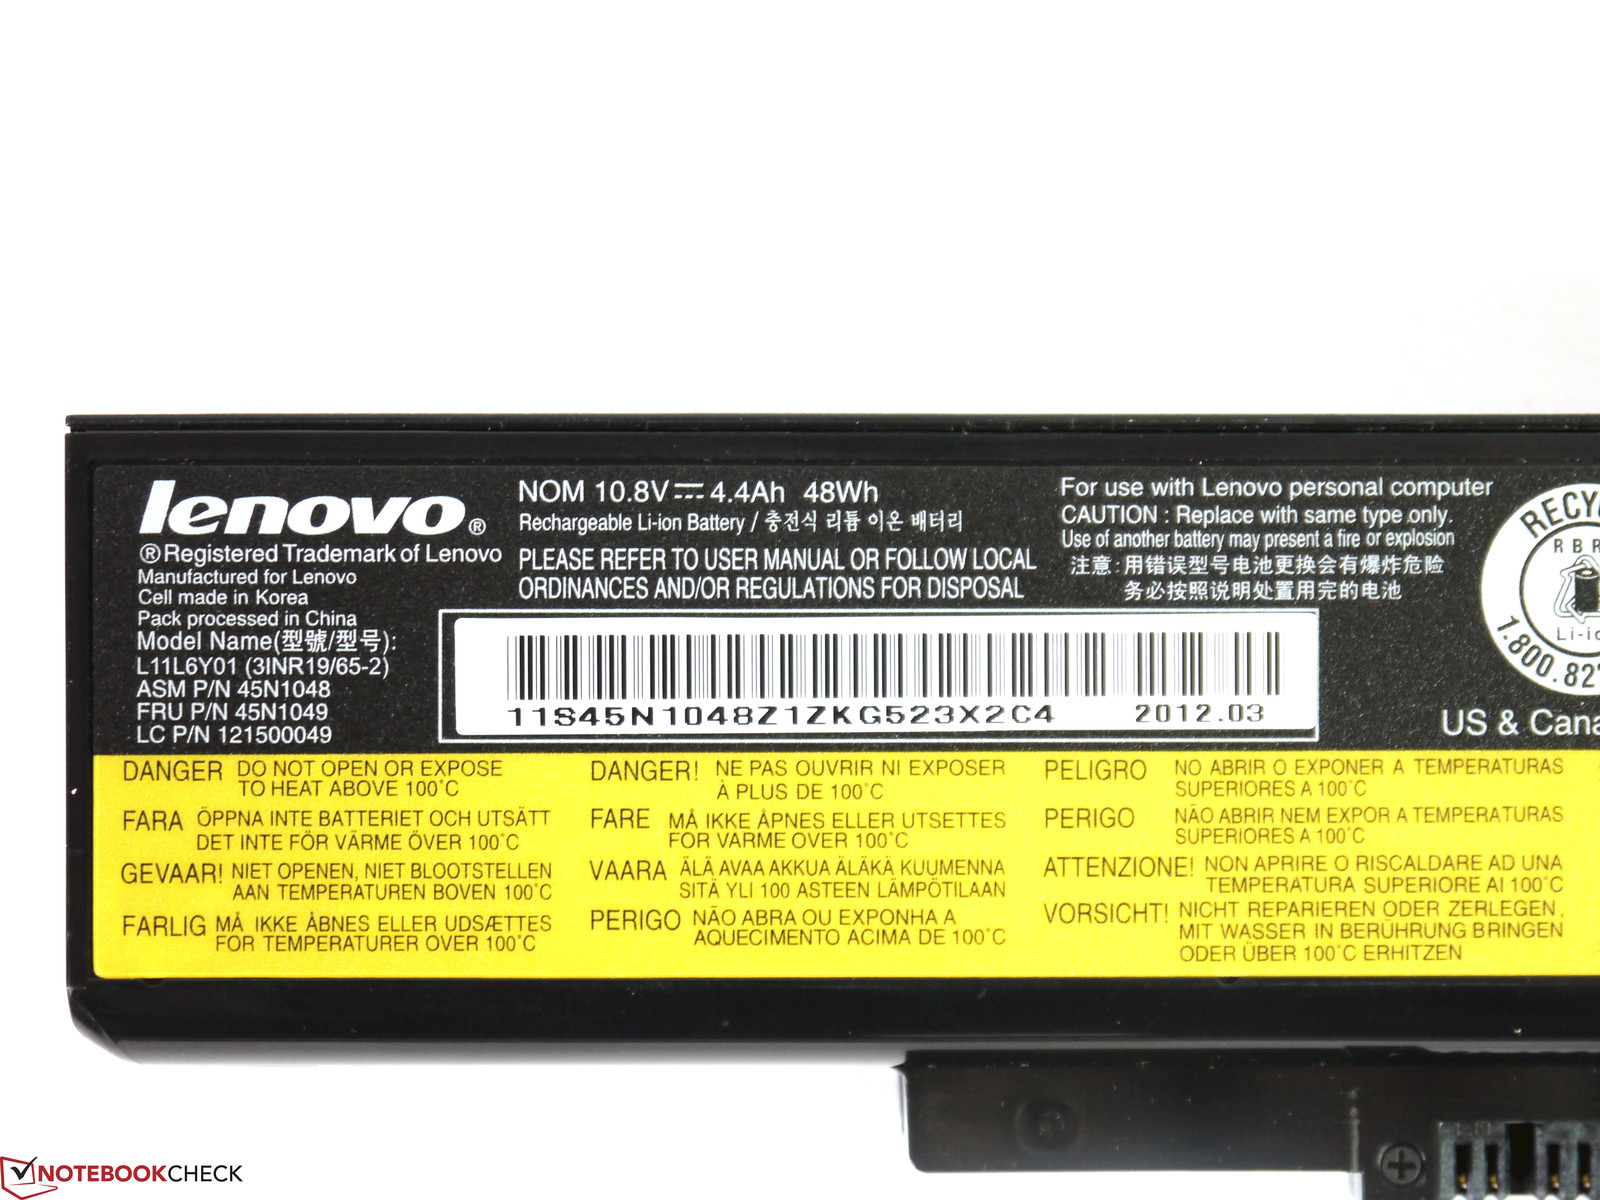 lenovo®
®Registered Trademark of Lenovo
Manufactured for Lenovo
Cell made in Korea
Pack processed in China
Model Name(型號/型号):
L11L6Y01 (3INR19/65-2)
ASM P/N 45N1048
FRU P/N 45N1049
LC P/N 121500049
NOM 10.8V 4.4Ah 48Wh
Rechargeable Li-ion Battery / 충전식 리튬 이온 배터리
PLEASE REFER TO USER MANUAL OR FOLLOW LOCAL
ORDINANCES AND/OR REGULATIONS FOR DISPOSAL
11S45N1048Z1ZKG523X2C4 2012.03
For use with Lenovo personal computer
CAUTION : Replace with same type only.
Use of another battery may present a fire or explosion
注意: 用错误型号电池更换会有爆炸危险
务必按照说明处置用完的电池
RECY
RBR
Li-io
1.800.82
US & Cana
DANGER DO NOT OPEN OR EXPOSE
TO HEAT ABOVE 100°C
FARA ÖPPNA INTE BATTERIET OCH UTSÄTT
DET INTE FÖR VÄRME ÖVER 100°C
GEVAAR! NIET OPENEN, NIET BLOOTSTELLEN
AAN TEMPERATUREN BOVEN 100°C
FARLIG MÅ IKKE ÅBNES ELLER UDSÆTTES
FOR TEMPERATURER OVER 100°C
DANGER! NE PAS OUVRIR NI EXPOSER
À PLUS DE 100°C
FARE MÅ IKKE ÅPNES ELLER UTSETTES
FOR VARME OVER 100°C
VAARA ÄLÄ AVAA AKKUA ÄLÄKÄ KUUMENNA
SITÄ YLI 100 ASTEEN LÄMPÖTILAAN
PERIGO NÃO ABRA OU EXPONHA A
AQUECIMENTO ACIMA DE 100°C
PELIGRO NO ABRIR O EXPONER A TEMPERATURAS
SUPERIORES A 100°C
PERIGO NÃO ABRIR NEM EXPOR A TEMPERATURAS
SUPERIORES A 100°C
ATTENZIONE! NON APRIRE O RISCALDARE AD UNA
TEMPERATURA SUPERIORE AI 100°C
VORSICHT! NICHT REPARIEREN ODER ZERLEGEN,
MIT WASSER IN BERÜHRUNG BRINGEN
ODER ÜBER 100°C ERHITZEN
NOTEBOOKCHECK